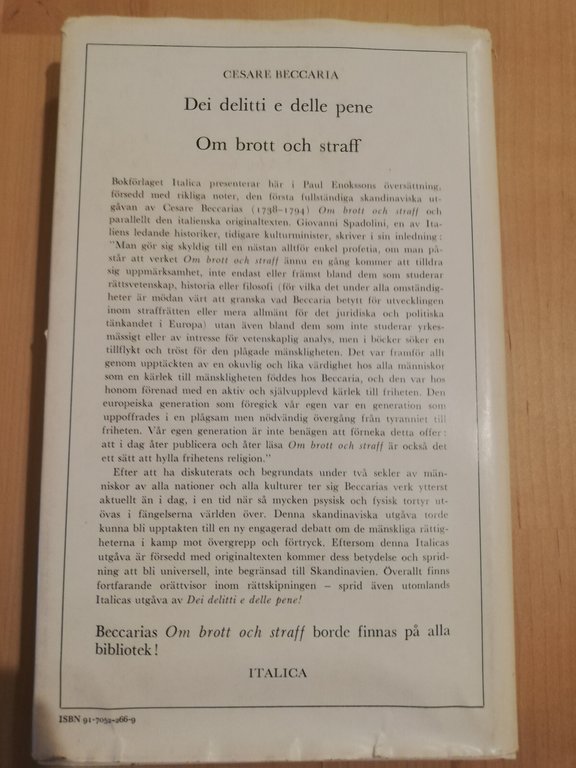 CESARE BECCARIA
Dei delitti e delle pene
Om brott och straff
Bokförlaget Italica presenterar här i Paul Enokssons översättning,
försedd med rikliga noter, den första fullständiga skandinaviska ut-
gåvan av Cesare Beccarias (1738–1794) Om brott och straff och
parallellt den italienska originaltexten. Giovanni Spadolini, en av Ita-
liens ledande historiker, tidigare kulturminister, skriver i sin inledning:
”Man gör sig skyldig till en nästan alltför enkel profetia, om man på-
står att verket Om brott och straff ännu en gång kommer att tilldra
sig uppmärksamhet, inte endast eller främst bland dem som studerar
rättsvetenskap, historia eller filosofi (för vilka det under alla omständig-
heter är mödan värt att granska vad Beccaria betytt för utvecklingen
inom straffrätten eller mera allmänt för det juridiska och politiska
tänkandet i Europa) utan även bland dem som inte studerar yrkes-
mässigt eller av intresse för vetenskaplig analys, men i böcker söker en
tillflykt och tröst för den plågade mänskligheten. Det var framför allt
genom upptäckten av en okuvlig och lika värdighet hos alla människor
som en kärlek till mänskligheten föddes hos Beccaria, och den var hos
honom förenad med en aktiv och självupplevd kärlek till friheten. Den
europeiska generation som föregick vår egen var en generation som
uppoffrades i en plågsam men nödvändig övergång från tyranniet till
friheten. Vår egen generation är inte benägen att förneka detta offer:
att i dag åter publicera och åter läsa Om brott och straff är också det
ett sätt att hylla frihetens religion.”
Efter att ha diskuterats och begrundats under två sekler av män-
niskor av alla nationer och alla kulturer ter sig Beccarias verk ytterst
aktuellt än i dag, i en tid när så mycken psysisk och fysisk tortyr ut-
övas i fängelserna världen över. Denna skandinaviska utgåva torde
kunna bli upptakten till en ny engagerad debatt om de mänskliga rättig-
heterna i kamp mot övergrepp och förtryck. Eftersom denna Italicas
utgåva är försedd med originaltexten kommer dess betydelse och sprid-
ning att bli universell, inte begränsad till Skandinavien. Överallt finns
fortfarande orättvisor inom rättskipningen – sprid även utomlands
Italicas utgåva av Dei delitti e delle pene!
Beccarias Om brott och straff borde finnas på alla
bibliotek!
ITALICA
ISBN 91-7052-266-9